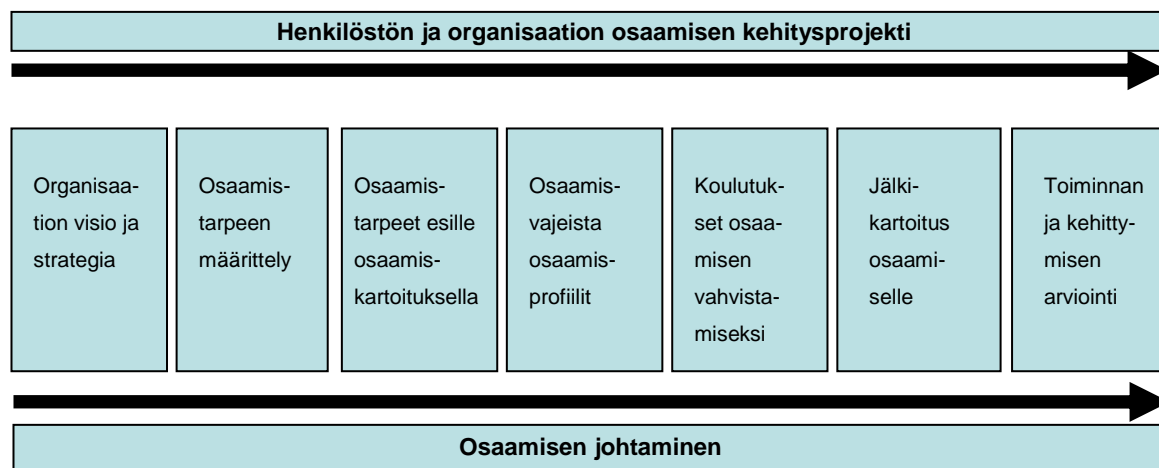 Henkilöstön ja organisaation osaamisen kehitysprojekti
Organisaa-
tion visio ja
strategia
Osaamis-
tarpeen
määrittely
Osaamis-
tarpeet esille
osaamis-
kartoituksella
Osaamis-
vajeista
osaamis-
profiilit
Koulutuk-
set osaa-
misen
vahvista-
miseksi
Jälki-
kartoitus
osaami-
selle
Toiminnan
ja kehitty-
misen
arviointi
Osaamisen johtaminen